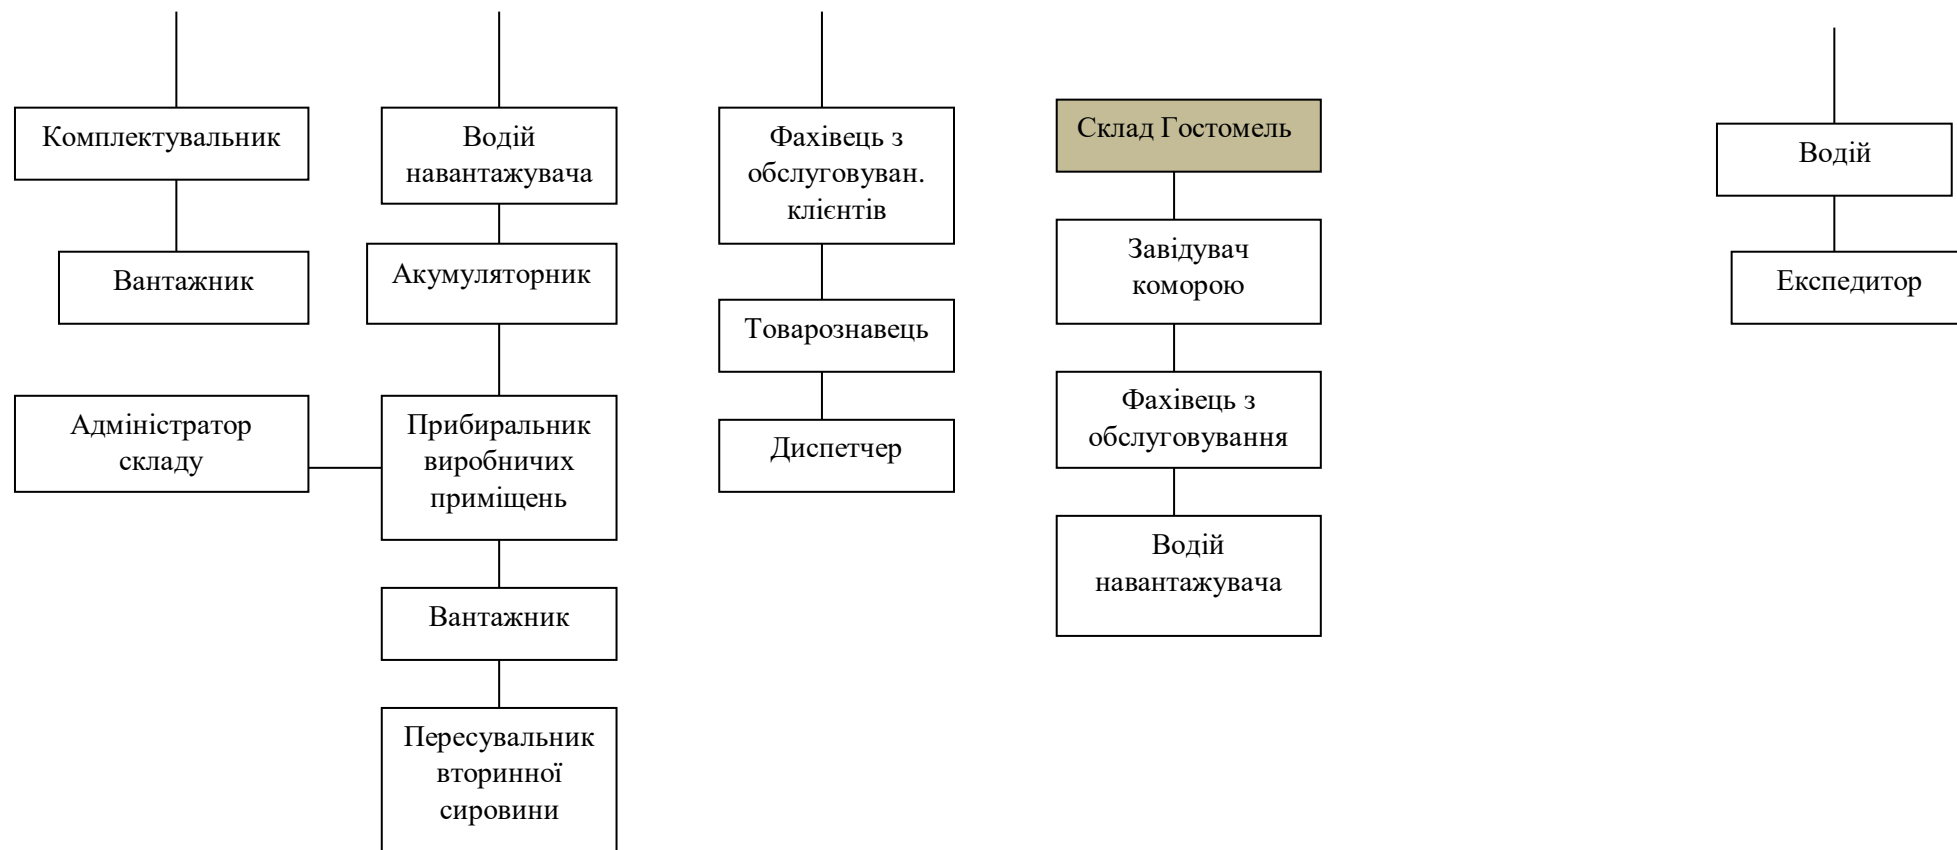 Комплектувальник
Вантажник
Адміністратор
складу
Водій
навантажувача
Акумуляторник
Прибиральник
виробничих
приміщень
Вантажник
Пересувальник
вторинної
сировини
Фахівець з
обслуговуван.
клієнтів
Товарознавець
Диспетчер
Склад Гостомель
Завідувач
коморою
Фахівець з
обслуговування
Водій
навантажувача
Водій
Експедитор